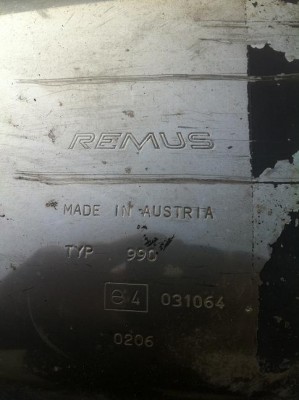 REMUS
MADE IN AUSTRIA
TYP 990
e4 031064
0206